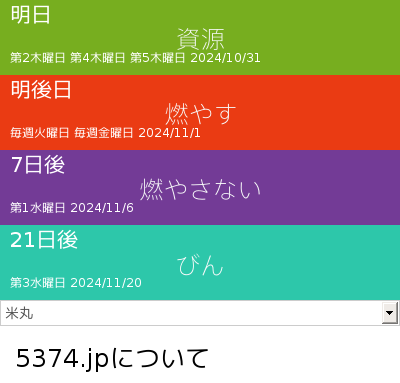 明日
資源
第2木曜日 第4木曜日 第5木曜日 2024/10/31
明後日
燃やす
毎週火曜日 毎週金曜日 2024/11/1
7日後
燃やさない
第1水曜日 2024/11/6
21日後
びん
第3水曜日 2024/11/20
米丸
5374.jpについて